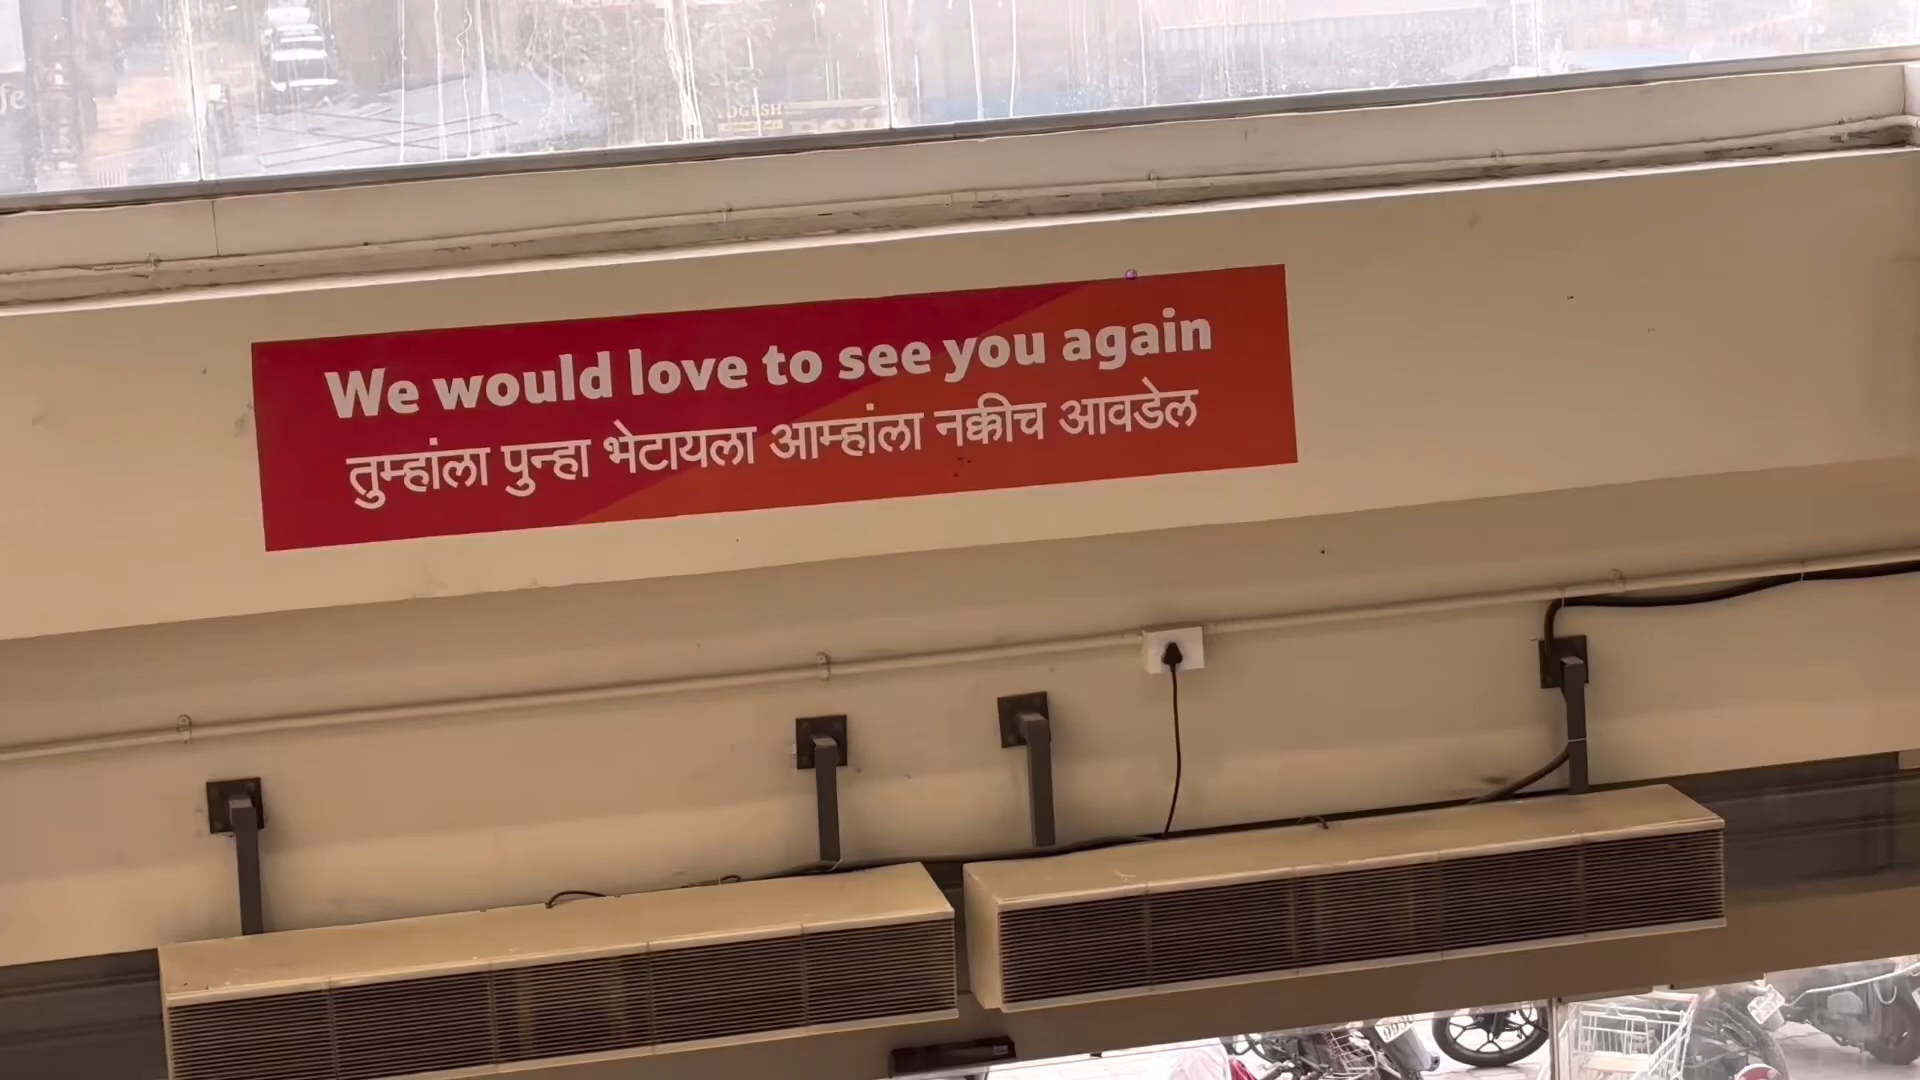 We would love to see you again
तुम्हांला पुन्हा भेटायला आम्हांला नक्कीच आवडेल